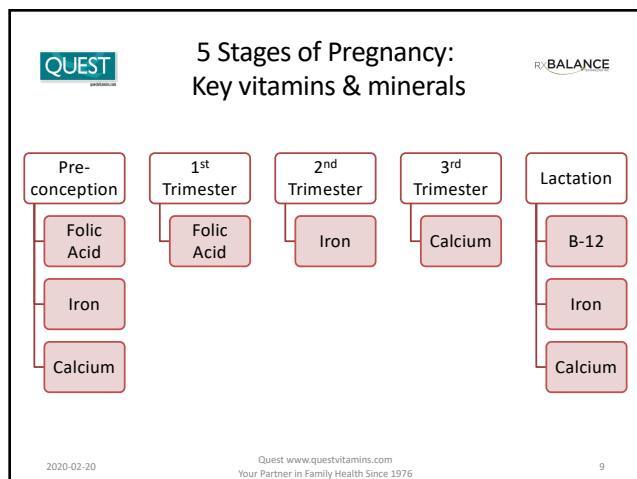 QUEST
questvitamins.com
5 Stages of Pregnancy:
Key vitamins & minerals
RXBALANCE
Pre-
conception
Folic
Acid
Iron
Calcium
1st
Trimester
Folic
Acid
2nd
Trimester
Iron
3rd
Trimester
Calcium
Lactation
B-12
Iron
Calcium
2020-02-20
Quest www.questvitamins.com
Your Partner in Family Health Since 1976
9